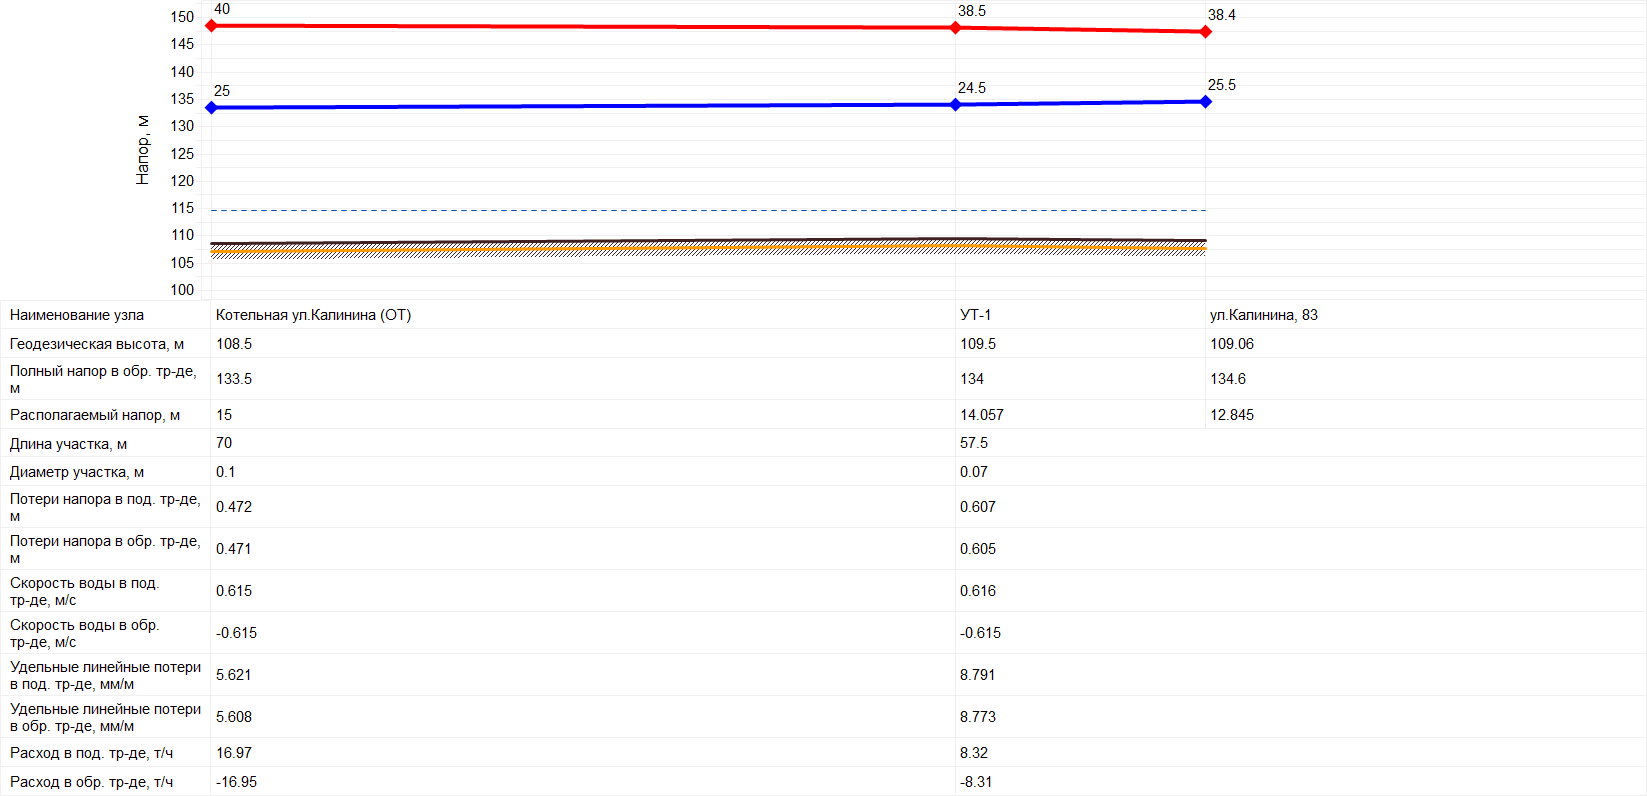 150
145
140
135
130
125
120
115
110
105
100
Напор, м
40
38.5
38.4
25
24.5
25.5
Наименование узла
Котельная ул.Калинина (ОТ)
УТ-1
ул.Калинина, 83
Геодезическая высота, м
108.5
109.5
109.06
Полный напор в обр. тр-де,
м
133.5
134
134.6
Располагаемый напор, м
15
14.057
12.845
Длина участка, м
70
57.5
Диаметр участка, м
0.1
0.07
Потери напора в под. тр-де,
м
0.472
0.607
Потери напора в обр. тр-де,
м
0.471
0.605
Скорость воды в под.
тр-де, м/с
0.615
0.616
Скорость воды в обр.
тр-де, м/с
-0.615
-0.615
Удельные линейные потери
в под. тр-де, мм/м
5.621
8.791
Удельные линейные потери
в обр. тр-де, мм/м
5.608
8.773
Расход в под. тр-де, т/ч
16.97
8.32
Расход в обр. тр-де, т/ч
-16.95
-8.31